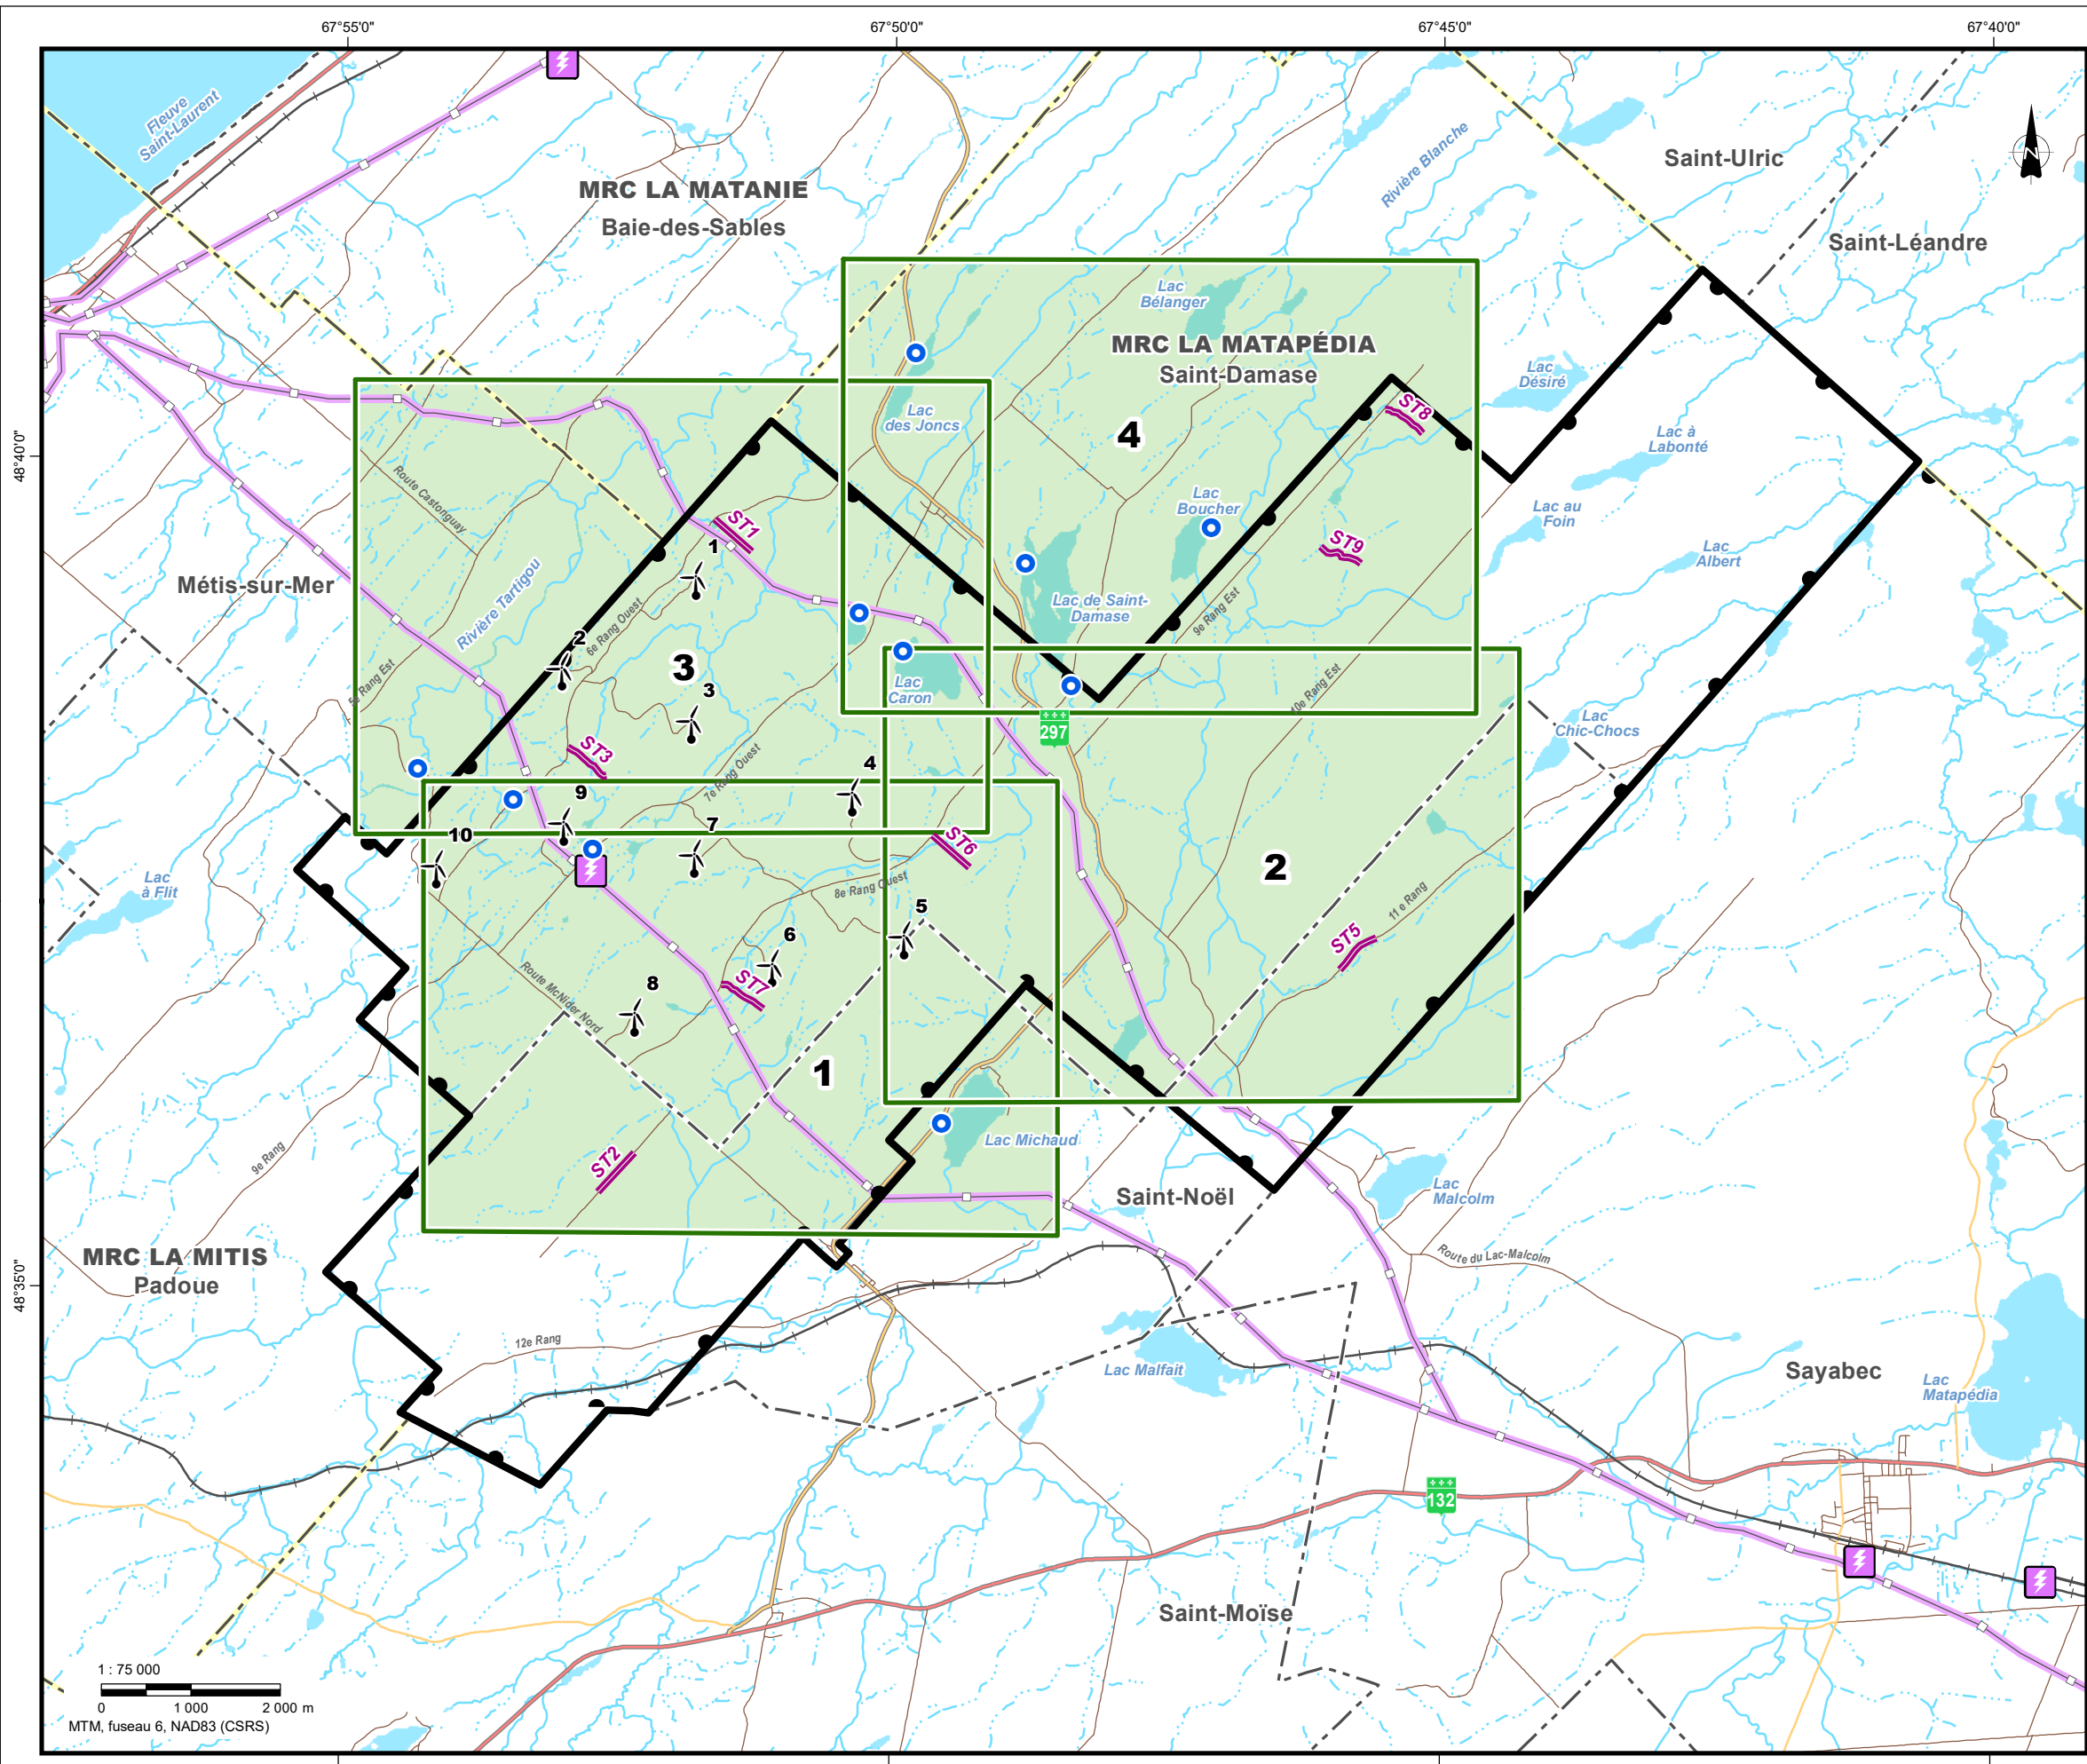 67°55'0"
67°50'0"
67°45'0"
67°40'0"
Fleuve
Saint-Laurent
MRC LA MATANIE
Baie-des-Sables
Rivière Blanche
Saint-Ulric
N
Saint-Léandre
Lac
Bélanger
MRC LA MATAPÉDIA
Saint-Damase
Lac
Désiré
Lac
des Joncs
ST8
4
Lac à
Labonté
48°40'0"
Route Castonguay
Lac
Boucher
Lac au
Foin
ST1
1
ST9
Lac
Albert
Métis-sur-Mer
Rivière Tartigou
6e Rang Ouest
Lac de Saint-
Damase
9e Rang Est
2
3
5e Rang Est
3
Lac
Caron
10e Rang Est
297
Lac
Chic-Chocs
ST3
7e Rang Ouest
4
9
10
7
ST6
2
Lac
à Flit
8e Rang Ouest
11 e Rang
5
6
ST5
ST7
8
Route McNider Nord
1
9e Rang
ST2
Lac Michaud
Saint-Noël
Lac
Malcolm
MRC LA MITIS
Padoue
Route du Lac-Malcolm
48°35'0"
12e Rang
Lac Malfait
Sayabec
Lac
Matapédia
132
Saint-Moïse
1 : 75 000
0 1 000 2 000 m
MTM, fuseau 6, NAD83 (CSRS)